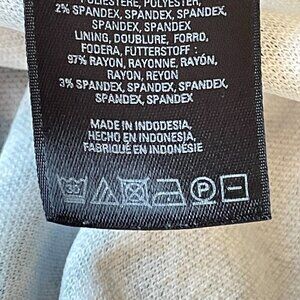 POLIESTERE, POLYESTER,
2% SPANDEX, SPANDEX, SPANDEX,
SPANDEX, SPANDEX
LINING, DOUBLURE, FORRO,
FODERA, FUTTERSTOFF :
97% RAYON, RAYONNE, RAYÓN,
RAYON, REYON
3% SPANDEX, SPANDEX, SPANDEX,
SPANDEX, SPANDEX
MADE IN INDODESIA,
HECHO EN INDONESIA,
FABRIQUÉ EN INDONÉSIE
P